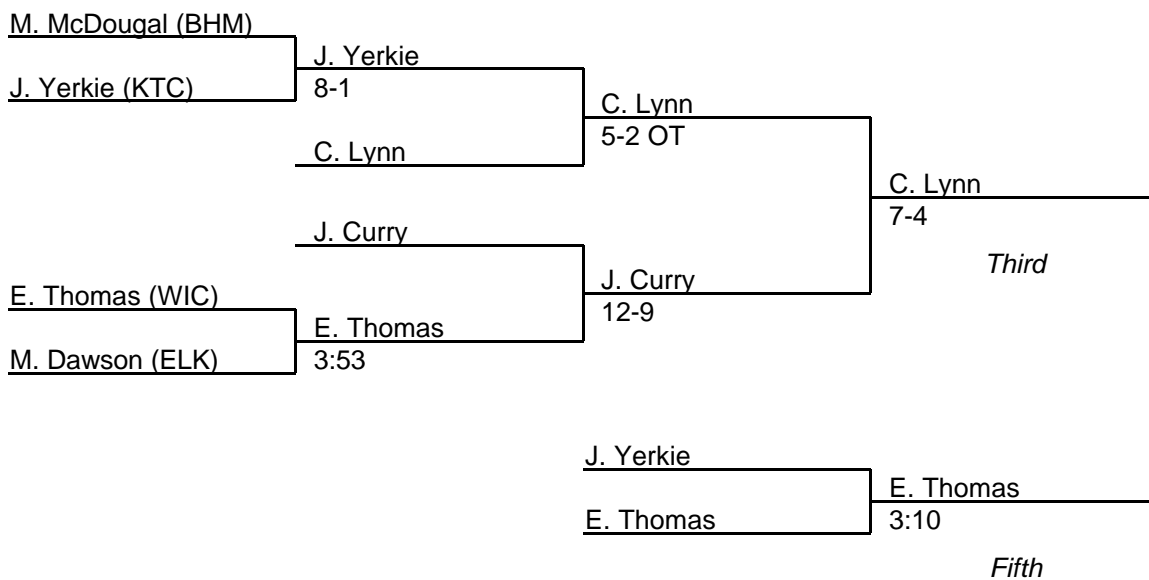 M. McDougal (BHM)
J. Yerkie
J. Yerkie (KTC)
8-1
C. Lynn
5-2 OT
C. Lynn
C. Lynn
7-4
J. Curry
Third
J. Curry
12-9
E. Thomas (WIC)
E. Thomas
3:53
M. Dawson (ELK)
J. Yerkie
E. Thomas
3:10
E. Thomas
Fifth